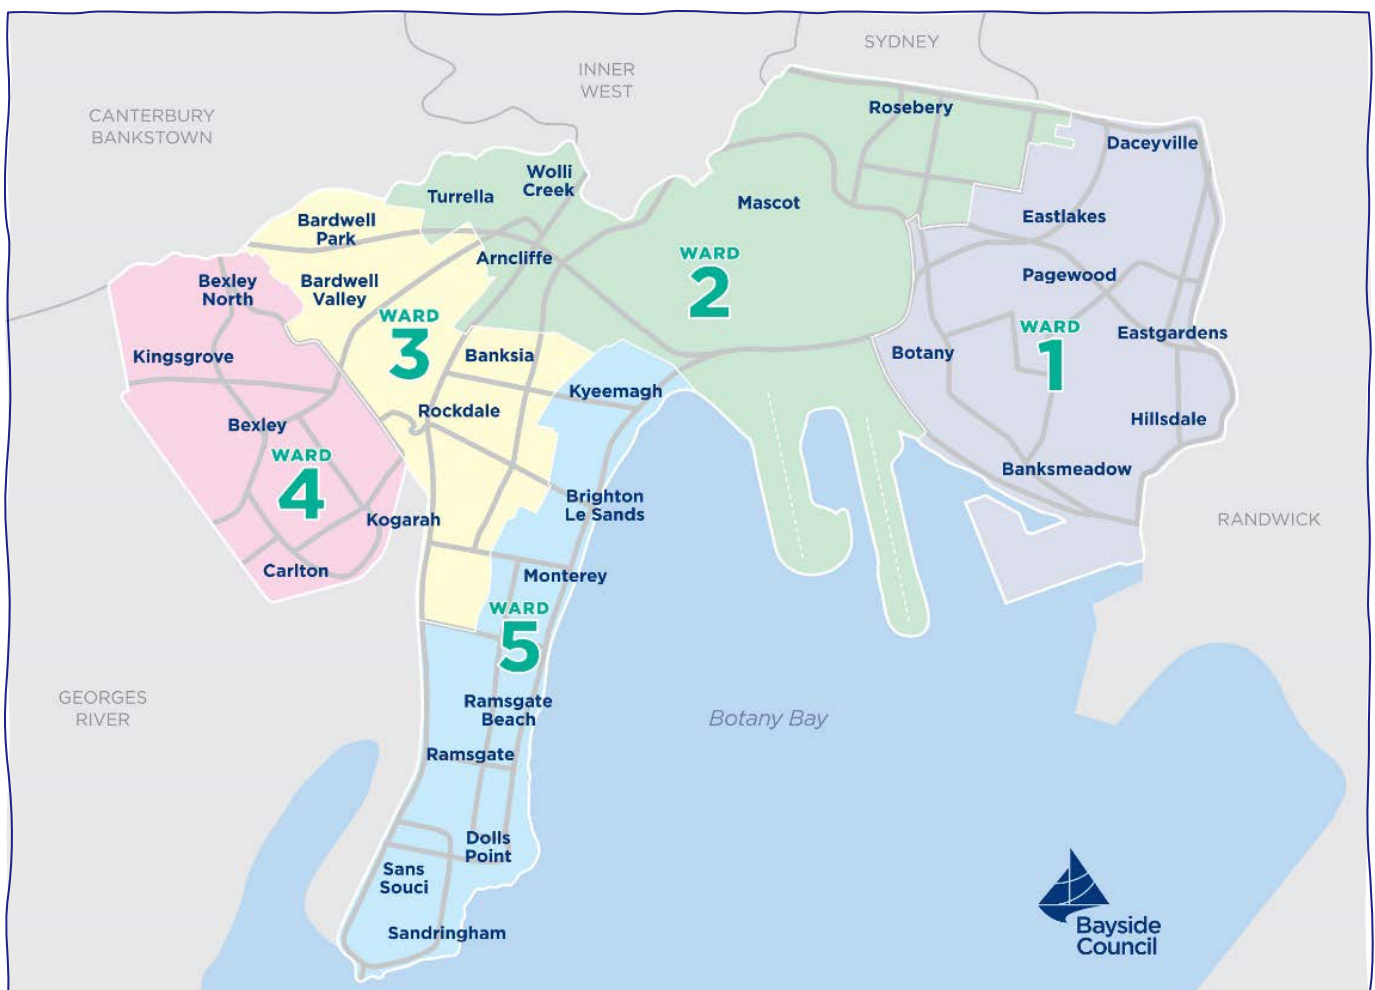 SYDNEY
INNER
WEST
CANTERBURY
BANKSTOWN
Rosebery
Daceyville
Wolli
Creek
Turrella
Mascot
Bardwell
Park
Eastlakes
Arncliffe
WARD
2
Pagewood
Bexley
North
Bardwell
Valley
WARD
3
WARD
1
Eastgardens
Kingsgrove
Banksia
Botany
Kyeemagh
Rockdale
Hillsdale
Bexley
WARD
4
Banksmeadow
Brighton
Le Sands
Kogarah
RANDWICK
Carlton
Monterey
WARD
5
GEORGES
RIVER
Ramsgate
Beach
Botany Bay
Ramsgate
Dolls
Point
Sans
Souci
Sandringham
Bayside
Council